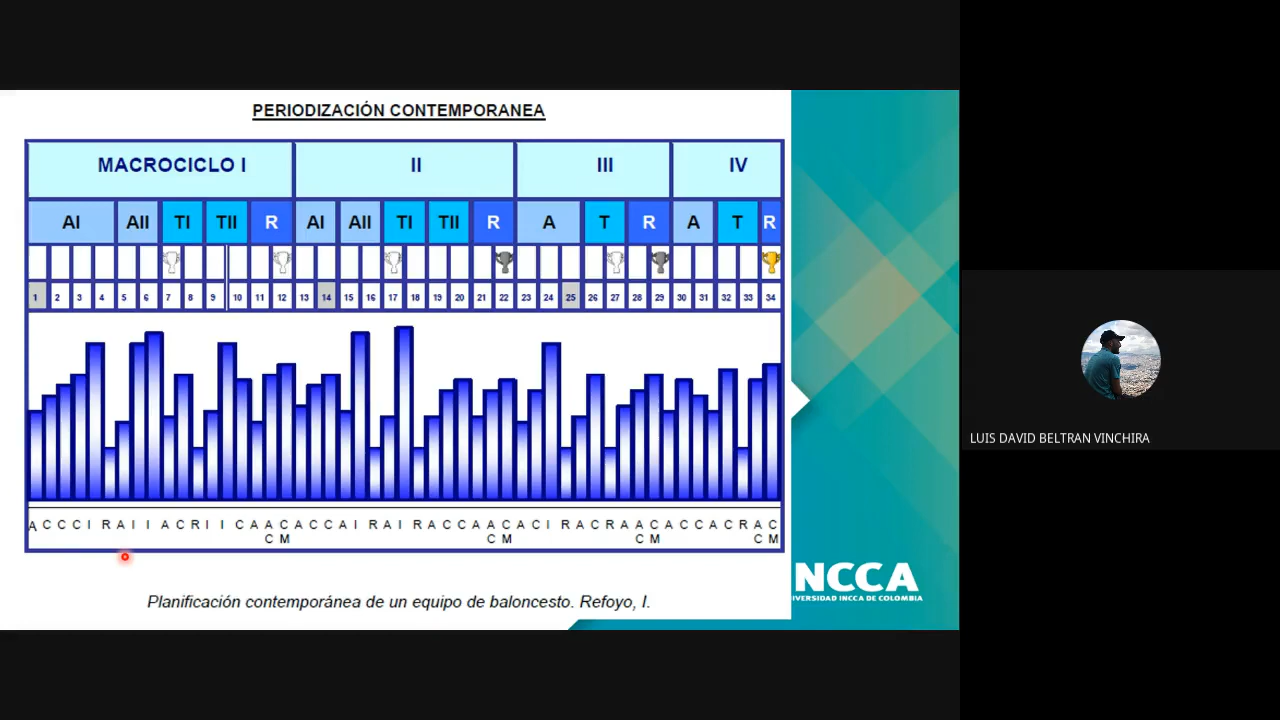 PERIODIZACIÓN CONTEMPORANEA
MACROCICLO I II III IV
AI AII TI TII R AI AII TI TII R A T R A T R
1 2 3 4 5 6 7 8 9 10 11 12 13 14 15 16 17 18 19 20 21 22 23 24 25 26 27 28 29 30 31 32 33 34
A C C C I R A I I A C R I I C A A C A C C A I R A I R A C C A A C A C I R A C R A A C A C C A C R A C
C M C M C M C M
Planificación contemporánea de un equipo de baloncesto. Refoyo, I.
NCCA
IVERSIDAD INCCA DE COLOMBIA
LUIS DAVID BELTRAN VINCHIRA